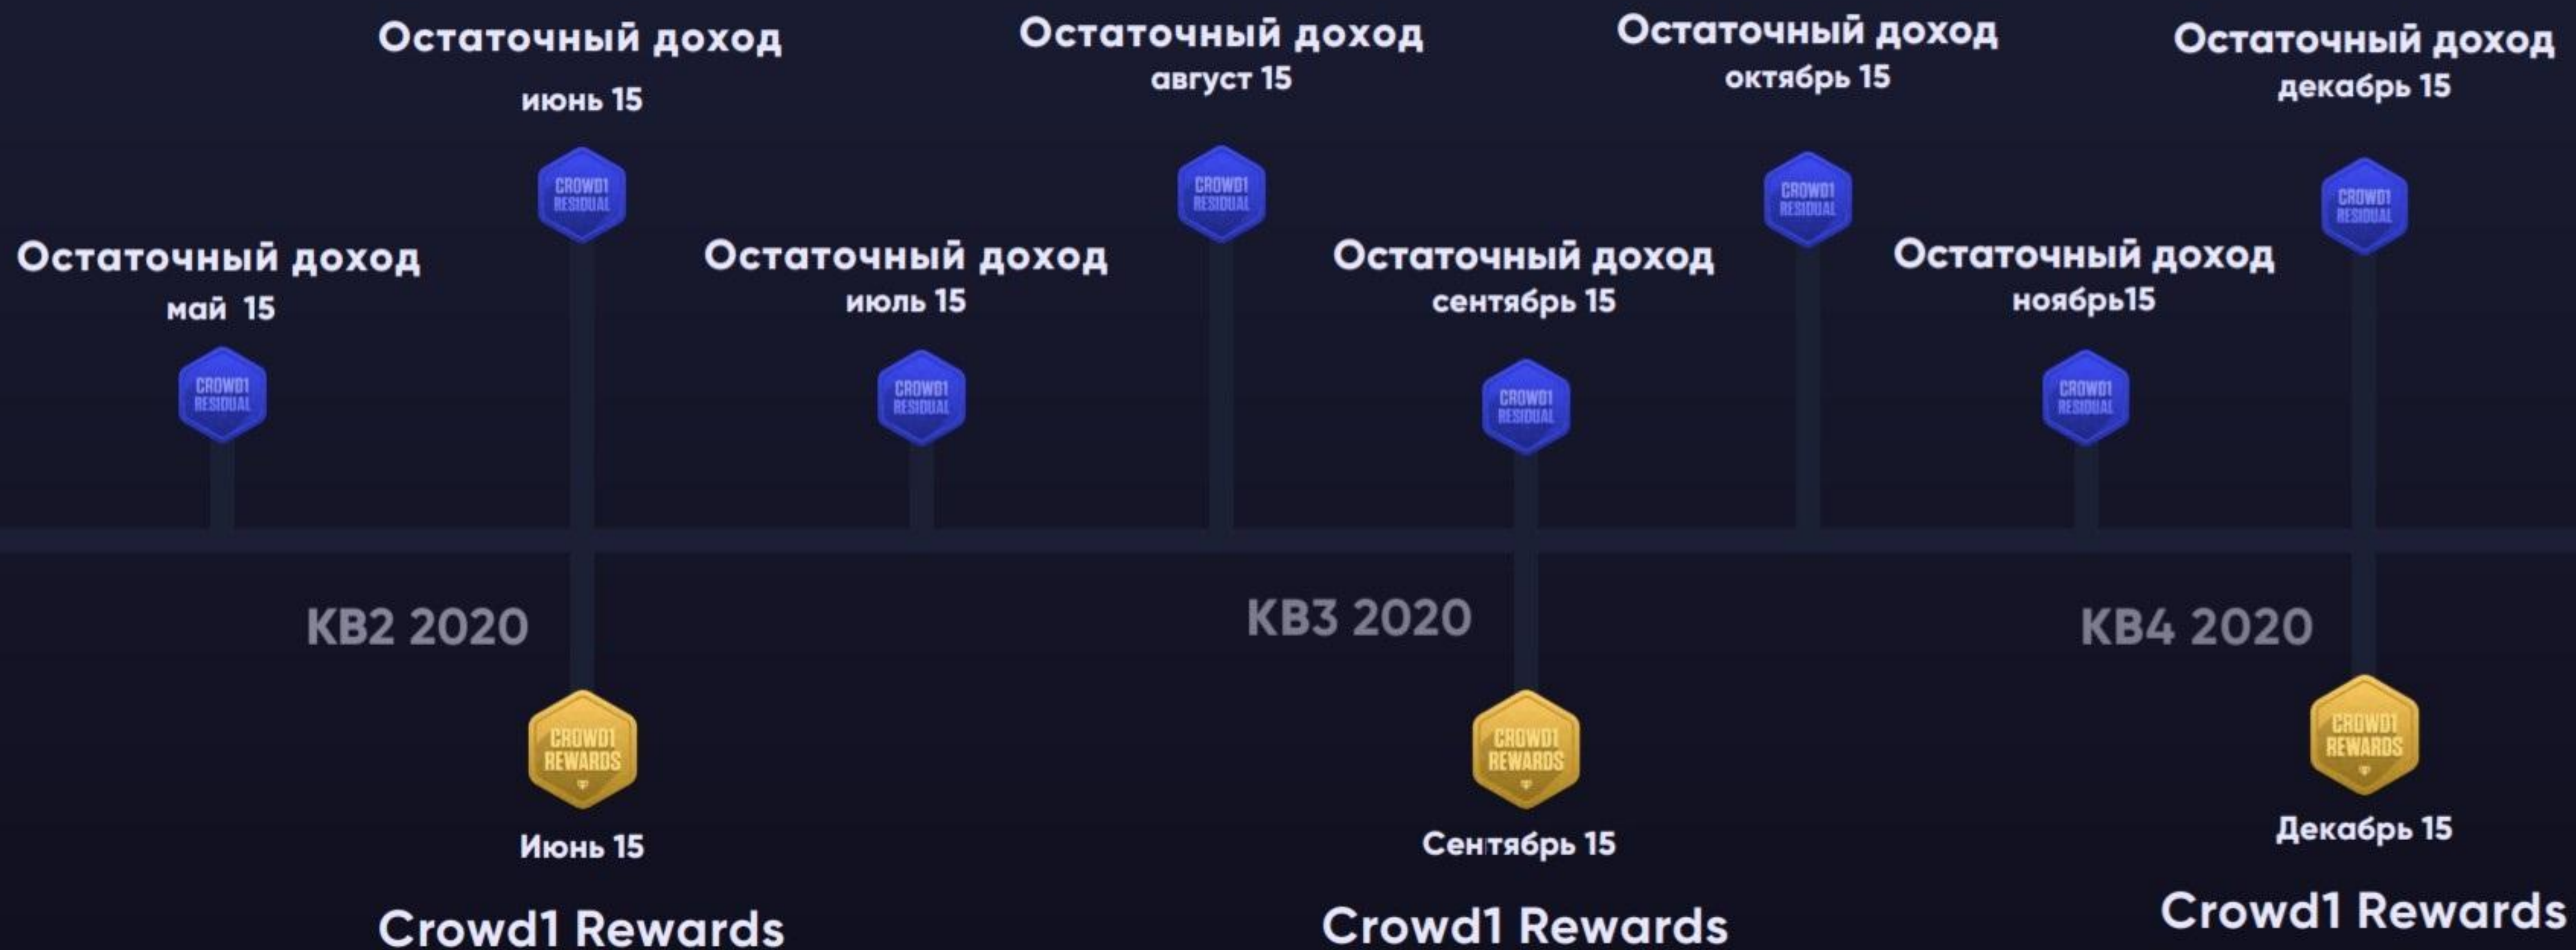 Остаточный доход
июнь 15
CROWD1
RESIDUAL
Остаточный доход
август 15
CROWD1
RESIDUAL
Остаточный доход
октябрь 15
CROWD1
RESIDUAL
Остаточный доход
декабрь 15
CROWD1
RESIDUAL
Остаточный доход
май 15
CROWD1
RESIDUAL
Остаточный доход
июль 15
CROWD1
RESIDUAL
Остаточный доход
сентябрь 15
CROWD1
RESIDUAL
Остаточный доход
ноябрь15
CROWD1
RESIDUAL
КВ2 2020
КВ3 2020
КВ4 2020
CROWD1
REWARDS
Июнь 15
Crowd1 Rewards
CROWD1
REWARDS
Сентябрь 15
Crowd1 Rewards
CROWD1
REWARDS
Декабрь 15
Crowd1 Rewards